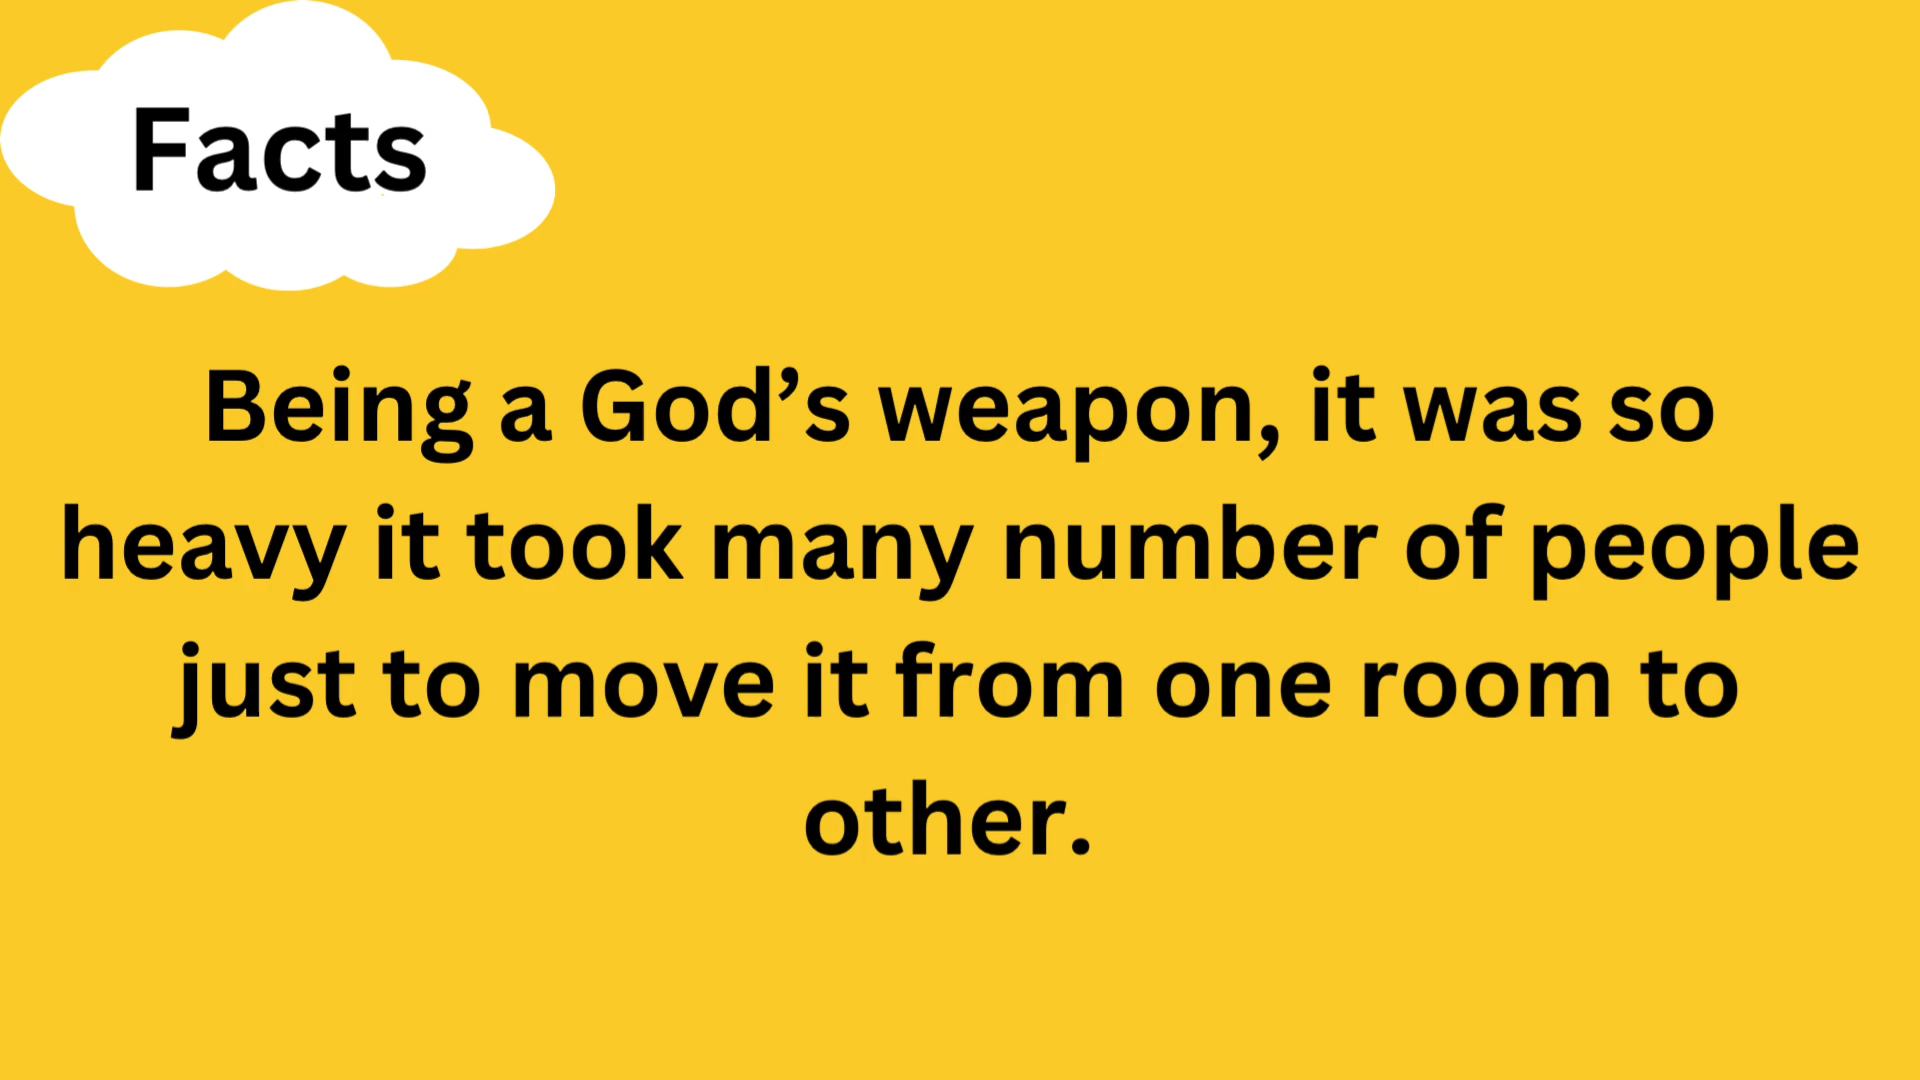 Facts
Being a God’s weapon, it was so
heavy it took many number of people
just to move it from one room to
other.